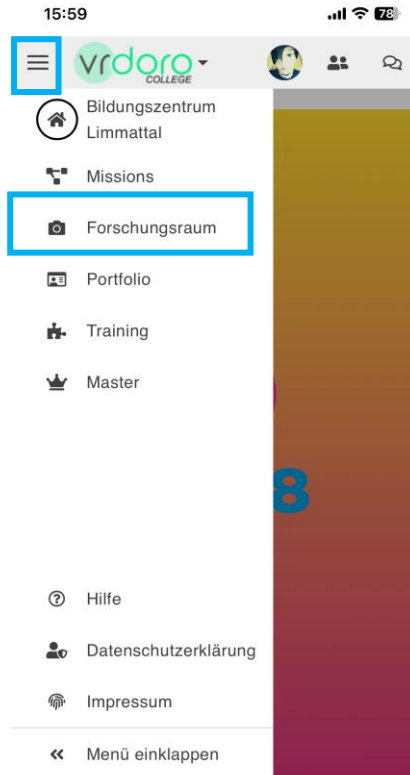 15:59
78
vrdoro
COLLEGE
Bildungszentrum
Limmattal
Missions
Forschungsraum
Portfolio
Training
Master
8
Hilfe
Datenschutzerklärung
Impressum
Menü einklappen